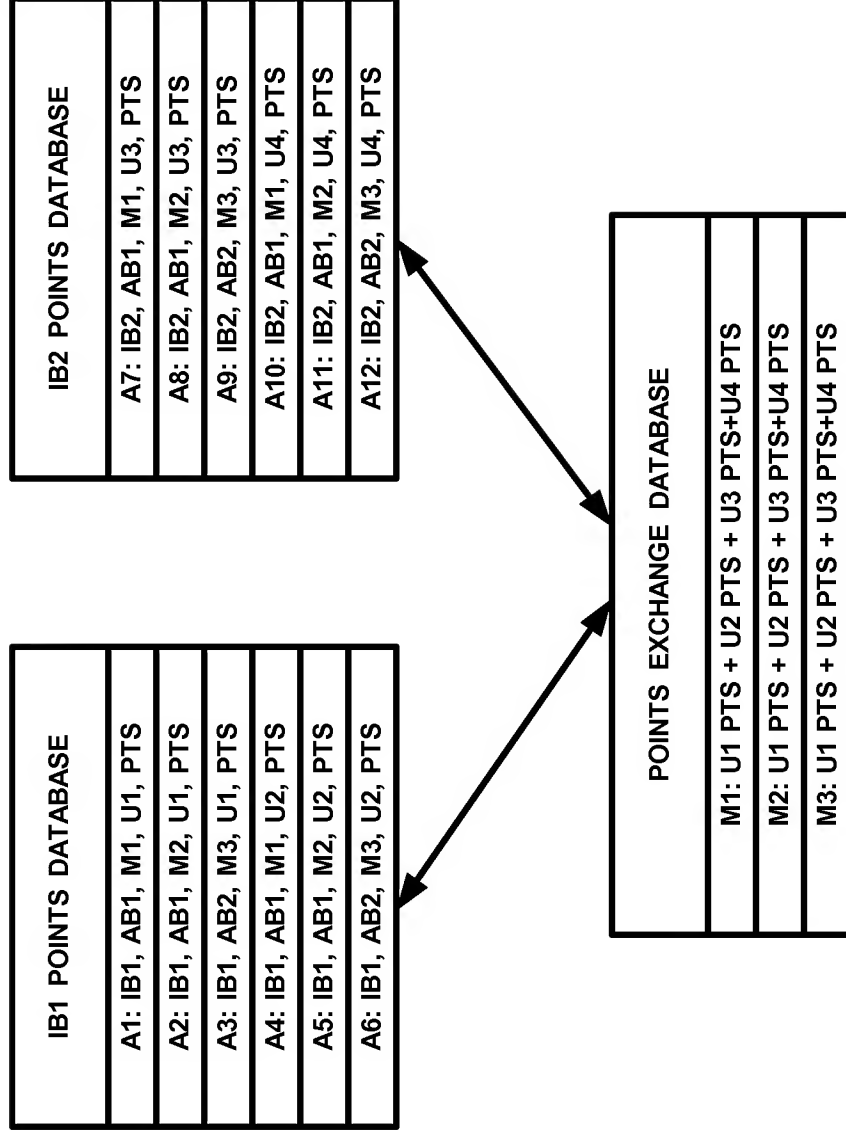 IB1 POINTS DATABASE
A1: IB1, AB1, M1, U1, PTS
A2: IB1, AB1, M2, U1, PTS
A3: IB1, AB2, M3, U1, PTS
A4: IB1, AB1, M1, U2, PTS
A5: IB1, AB1, M2, U2, PTS
A6: IB1, AB2, M3, U2, PTS
IB2 POINTS DATABASE
A7: IB2, AB1, M1, U3, PTS
A8: IB2, AB1, M2, U3, PTS
A9: IB2, AB2, M3, U3, PTS
A10: IB2, AB1, M1, U4, PTS
A11: IB2, AB1, M2, U4, PTS
A12: IB2, AB2, M3, U4, PTS
POINTS EXCHANGE DATABASE
M1: U1 PTS + U2 PTS + U3 PTS+U4 PTS
M2: U1 PTS + U2 PTS + U3 PTS+U4 PTS
M3: U1 PTS + U2 PTS + U3 PTS+U4 PTS